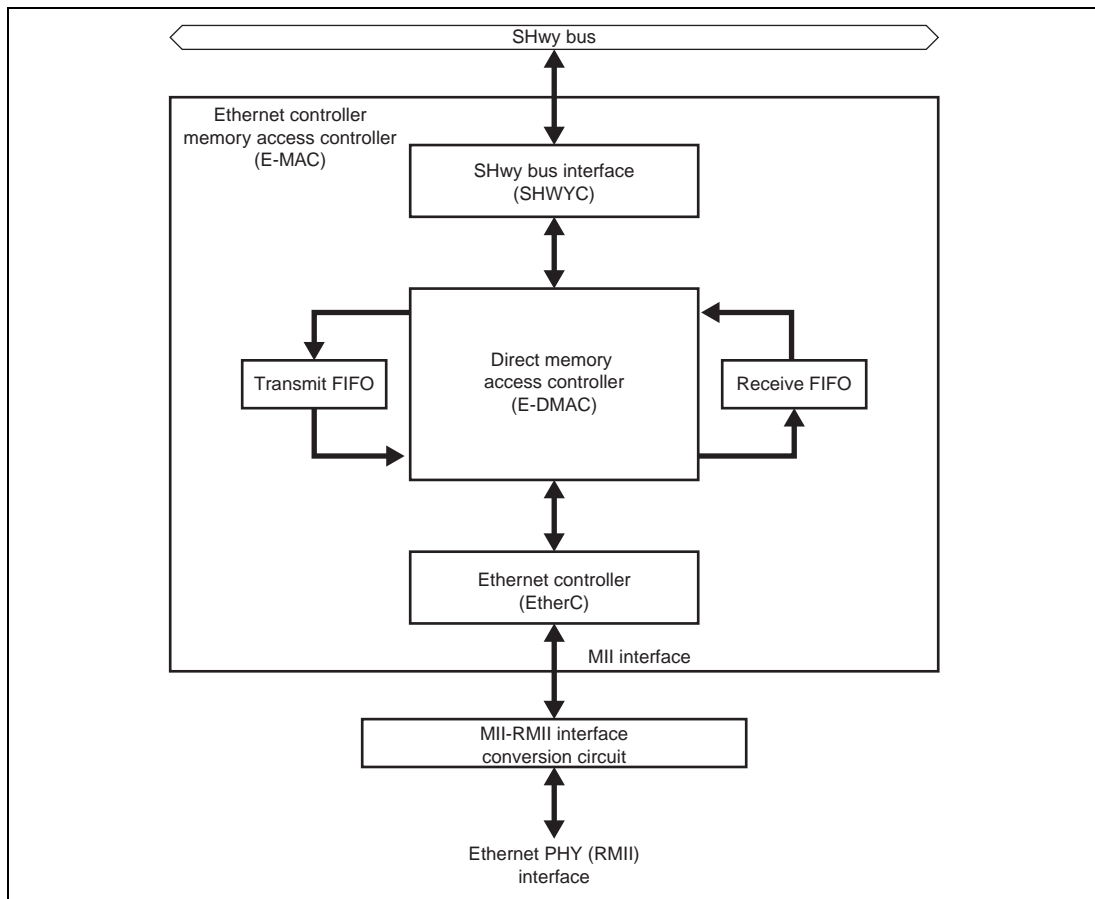 SHwy bus
Ethernet controller
memory access controller
(E-MAC)
SHwy bus interface
(SHWYC)
Direct memory
access controller
(E-DMAC)
Transmit FIFO
Receive FIFO
Ethernet controller
(EtherC)
MII interface
MII-RMII interface
conversion circuit
Ethernet PHY (RMII)
interface